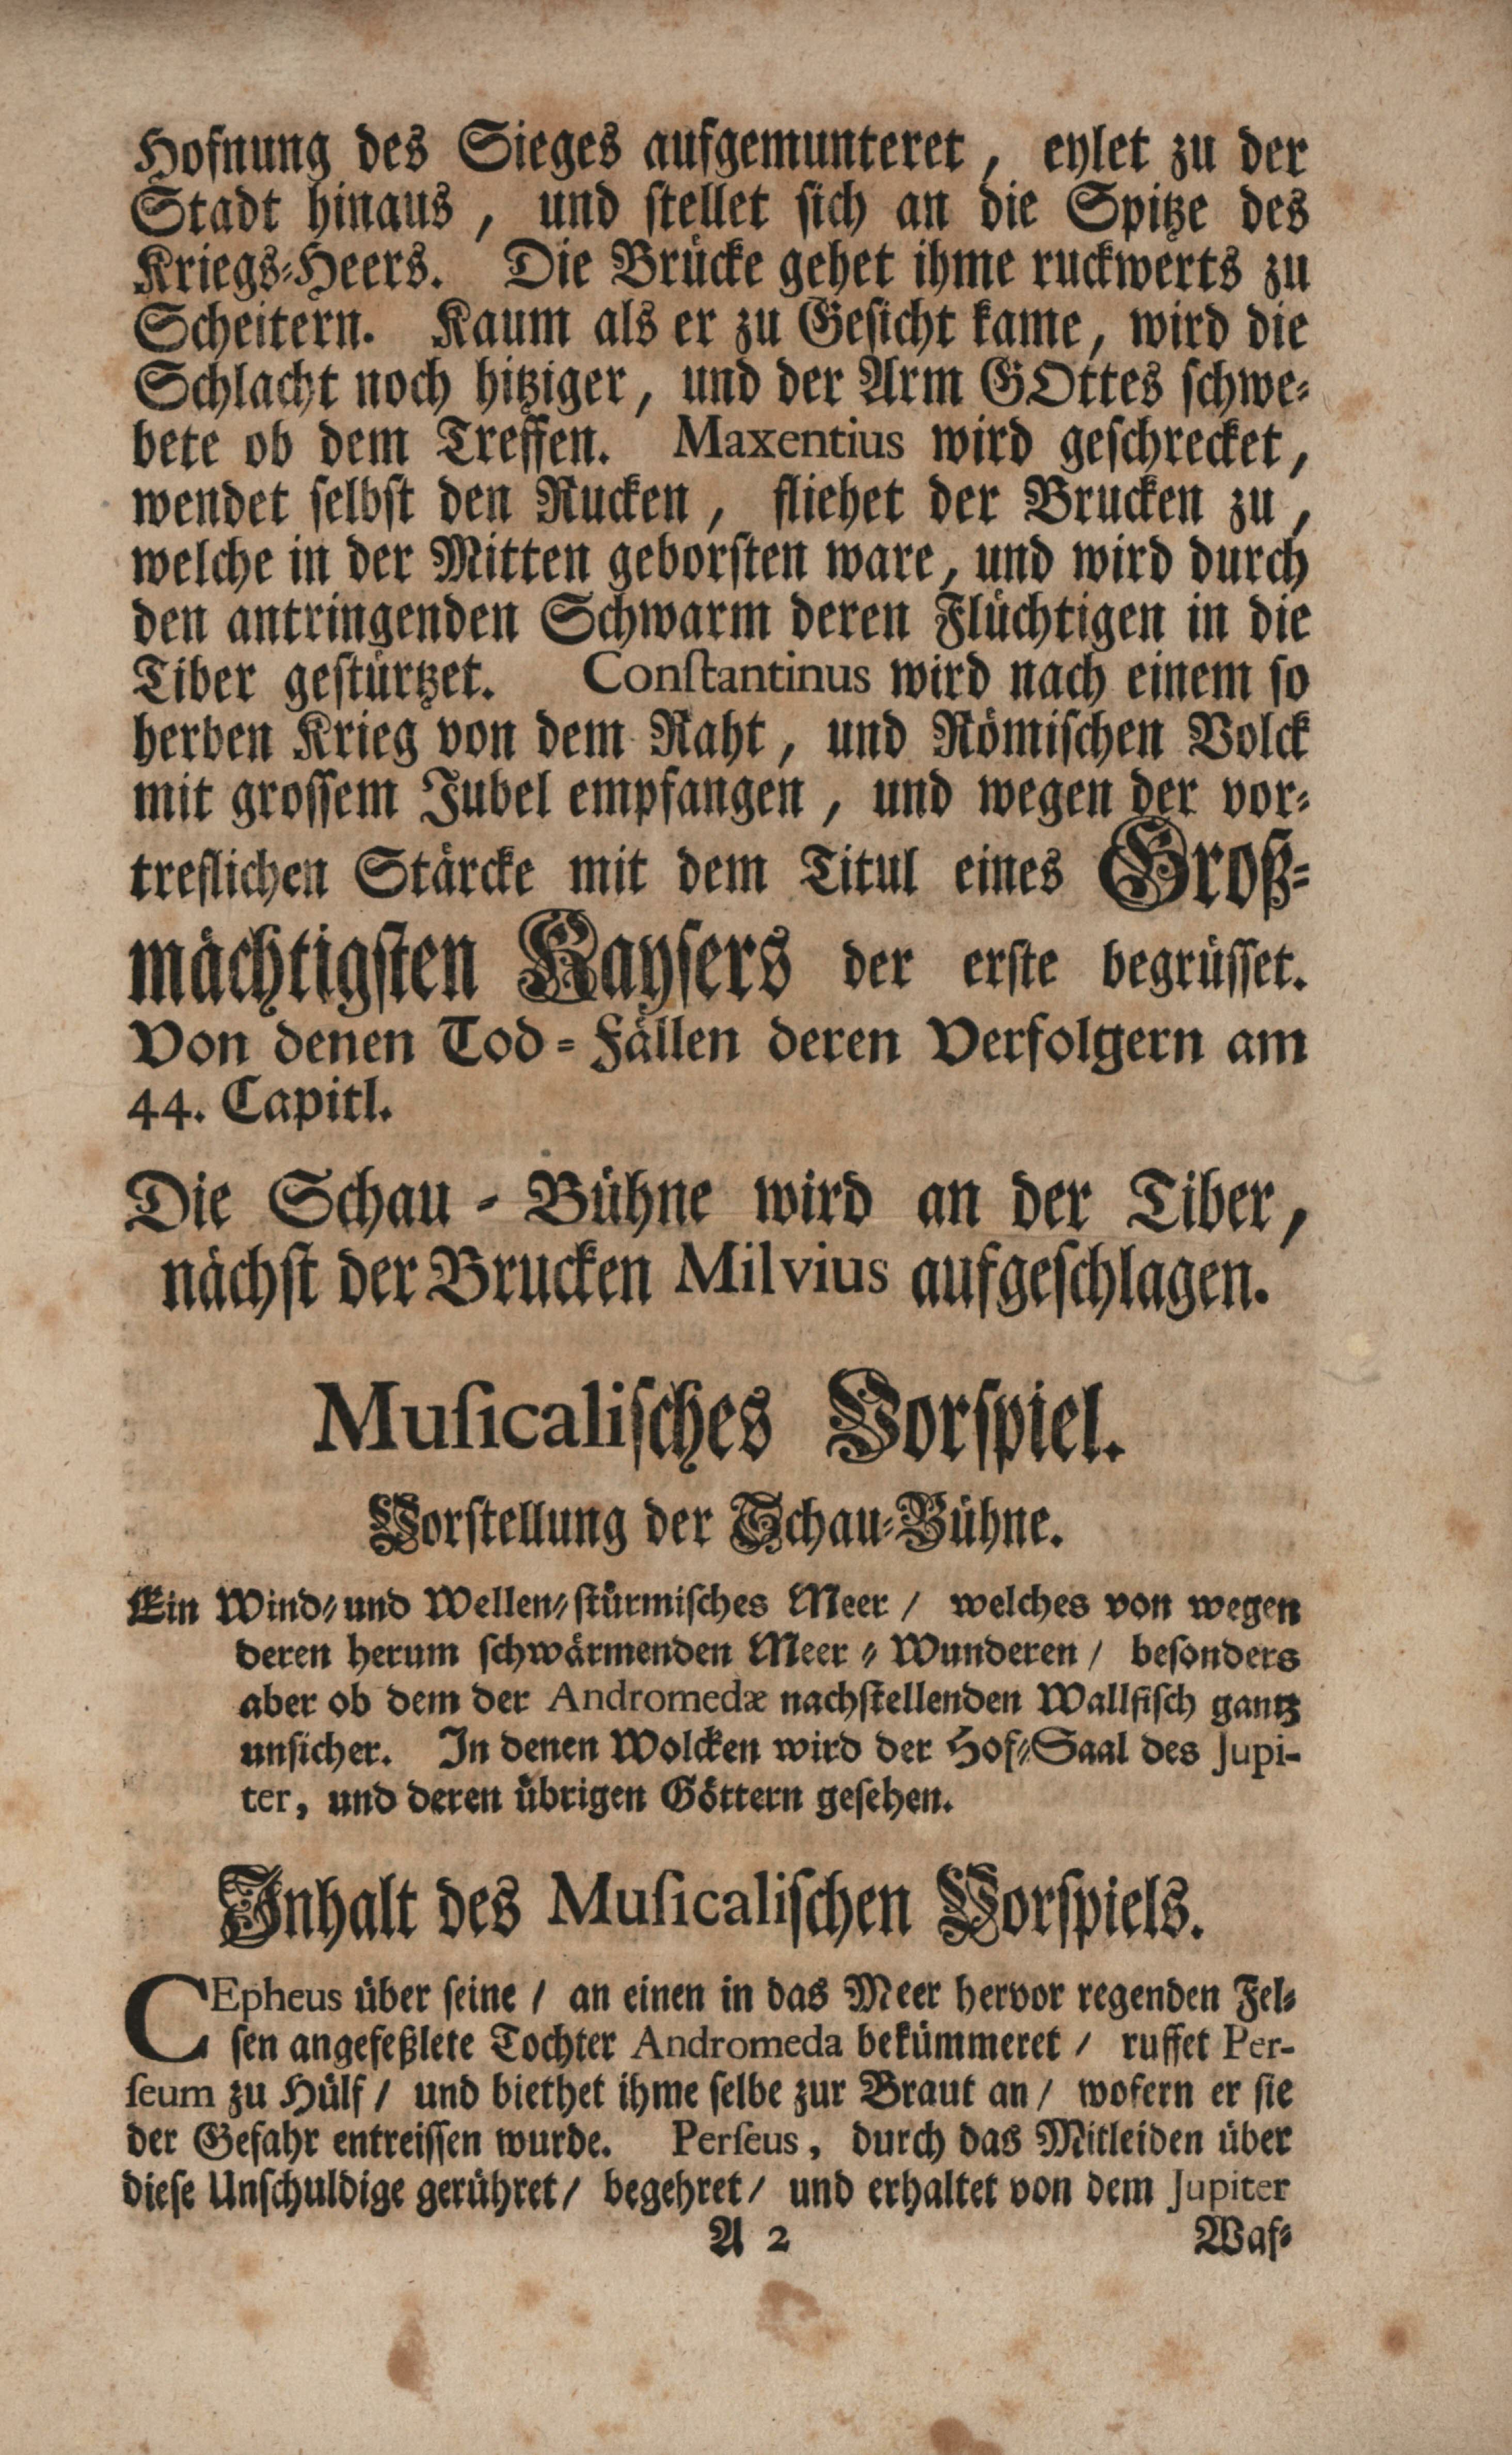 Hofnung des Sieges aufgemunteret, eylet zu der
Stadt hinaus, und stellet sich an die Spitze des
Kriegs-Heers. Die Brücke gehet ihme ruckwerts zu
Scheitern. Kaum als er zu Gesicht kame, wird die
Schlacht noch hitziger, und der Arm GOttes schwe-
bete ob dem Treffen. Maxentius wird geschrecket,
wendet selbst den Rucken, fliehet der Brucken zu,
welche in der Mitten geborsten ware, und wird durch
den antringenden Schwarm deren Flüchtigen in die
Tiber gestürtzet. Constantinus wird nach einem so
herben Krieg von dem Raht, und Römischen Volck
mit grossem Jubel empfangen, und wegen der vor-
treflichen Stärcke mit dem Titul eines Groß-
mächtigsten Kaysers der erste begrüsset.
Von denen Tod-Fällen deren Verfolgern am
44. Capitl.
Die Schau-Bühne wird an der Tiber,
nächst der Brucken Milvius aufgeschlagen.
Musicalisches Vorspiel.
Vorstellung der Schau-Bühne.
Ein Wind- und Wellen-stürmisches Meer / welches von wegen
deren herum schwärmenden Meer-Wunderen / besonders
aber ob dem der Andromedæ nachstellenden Wallfisch gantz
unsicher. In denen Wolcken wird der Hof-Saal des Jupi-
ter, und deren übrigen Göttern gesehen.
Inhalt des Musicalischen Vorspiels.
CEpheus über seine / an einen in das Meer hervor regenden Fel-
sen angefeßlete Tochter Andromeda bekümmeret / ruffet Per-
seum zu Hülf / und biethet ihme selbe zur Braut an / wofern er sie
der Gefahr entreissen wurde. Perseus, durch das Mitleiden über
diese Unschuldige gerühret / begehret / und erhaltet von dem Jupiter
A 2 Waf-